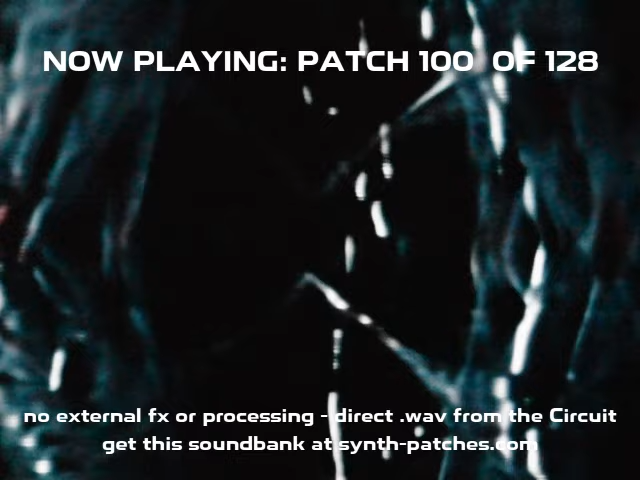 NOW PLAYING: PATCH 100 OF 128
no external fx or processing - direct .wav from the Circuit
get this soundbank at synth-patches.com